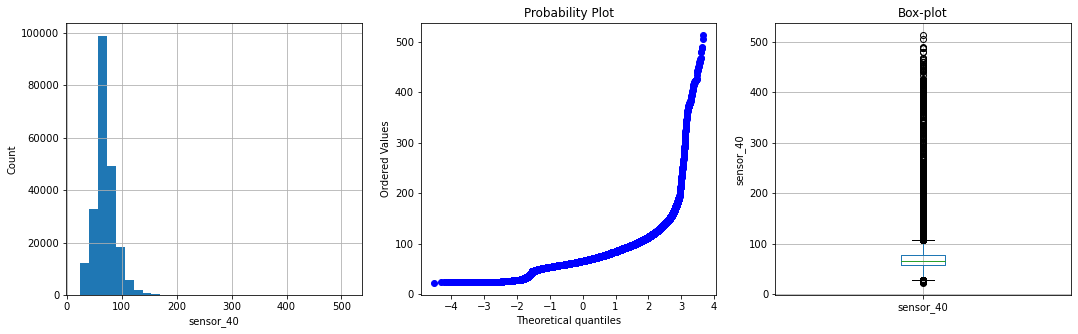 100000
80000
60000
40000
20000
0
Count
0 100 200 300 400 500
sensor_40
Probability Plot
500
400
300
200
100
0
Ordered Values
−4 −3 −2 −1 0 1 2 3 4
Theoretical quantiles
Box-plot
500
400
300
200
100
0
sensor_40
sensor_40